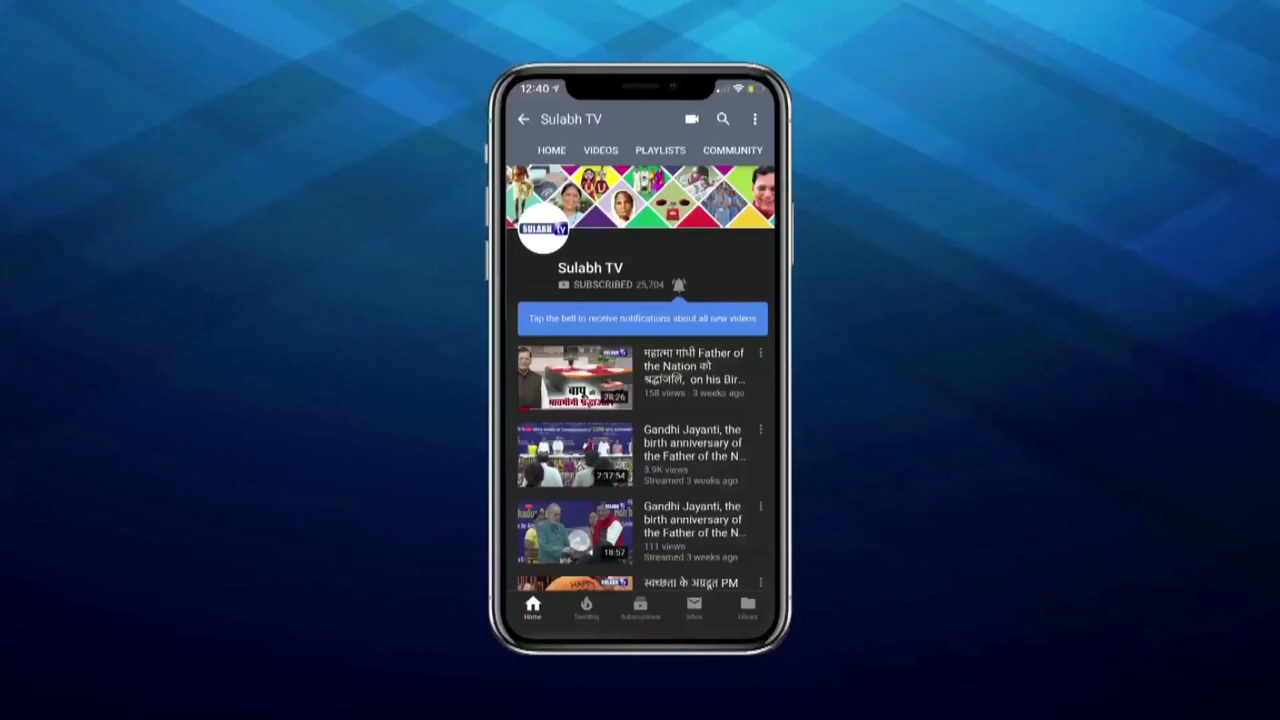 12:40
Sulabh TV
HOME VIDEOS PLAYLISTS COMMUNITY
SULABH tv
Sulabh TV
SUBSCRIBED 25,704
Tap the bell to receive notifications about all new videos
महात्मा गांधी Father of
the Nation को
श्रद्धांजलि, on his Bir...
158 views · 3 weeks ago
बापू को
28:26
Gandhi Jayanti, the
birth anniversary of
the Father of the N...
3.9K views
Streamed 3 weeks ago
2:37:54
Gandhi Jayanti, the
birth anniversary of
the Father of the N...
111 views
Streamed 3 weeks ago
18:57
स्वच्छता के अग्रदूत PM
Home Trending Subscriptions Inbox Library